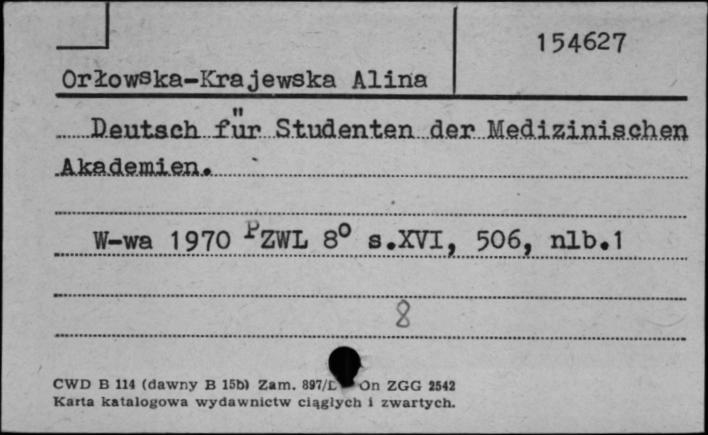 154627
Orłowska-Krajewska Alina
Deutsch für Studenten der Medizinischen
Akademien.
W-wa 1970 PZWL 8° s.XVI, 506, nlb.1
8
CWD B 114 (dawny B 15b) Zam. 897/ On ZGG 2542
Karta katalogowa wydawnictw ciągłych i zwartych.